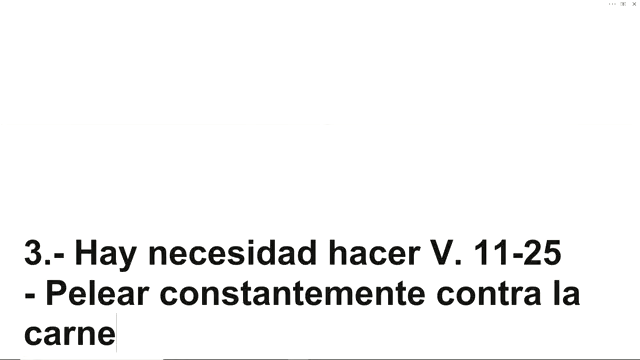 3.- Hay necesidad hacer V. 11-25
- Pelear constantemente contra la
carne